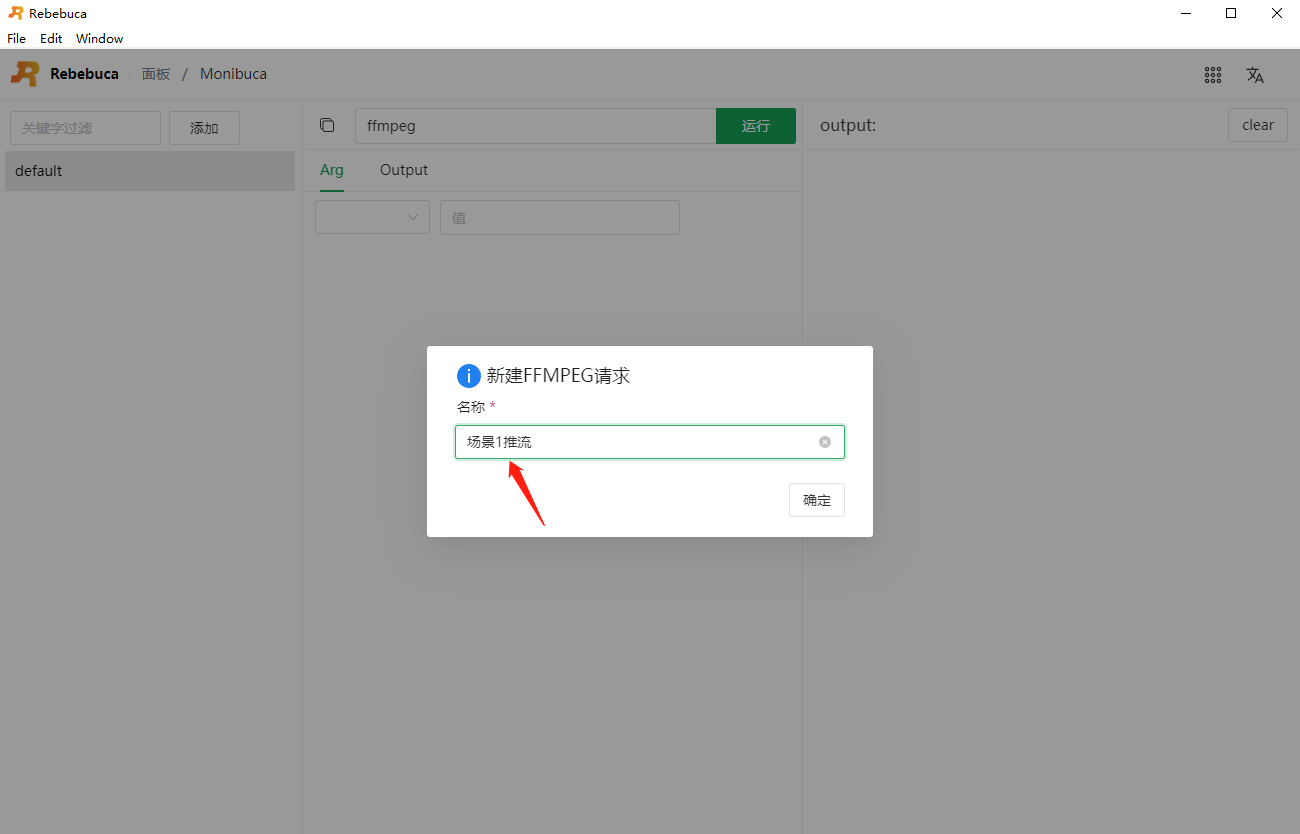 Rebebuca
File Edit Window
Rebebuca 面板 / Monibuca
关键字过滤 添加 ffmpeg 运行 output: clear
default Arg Output
值
新建FFMPEG请求
名称 *
场景1推流
确定